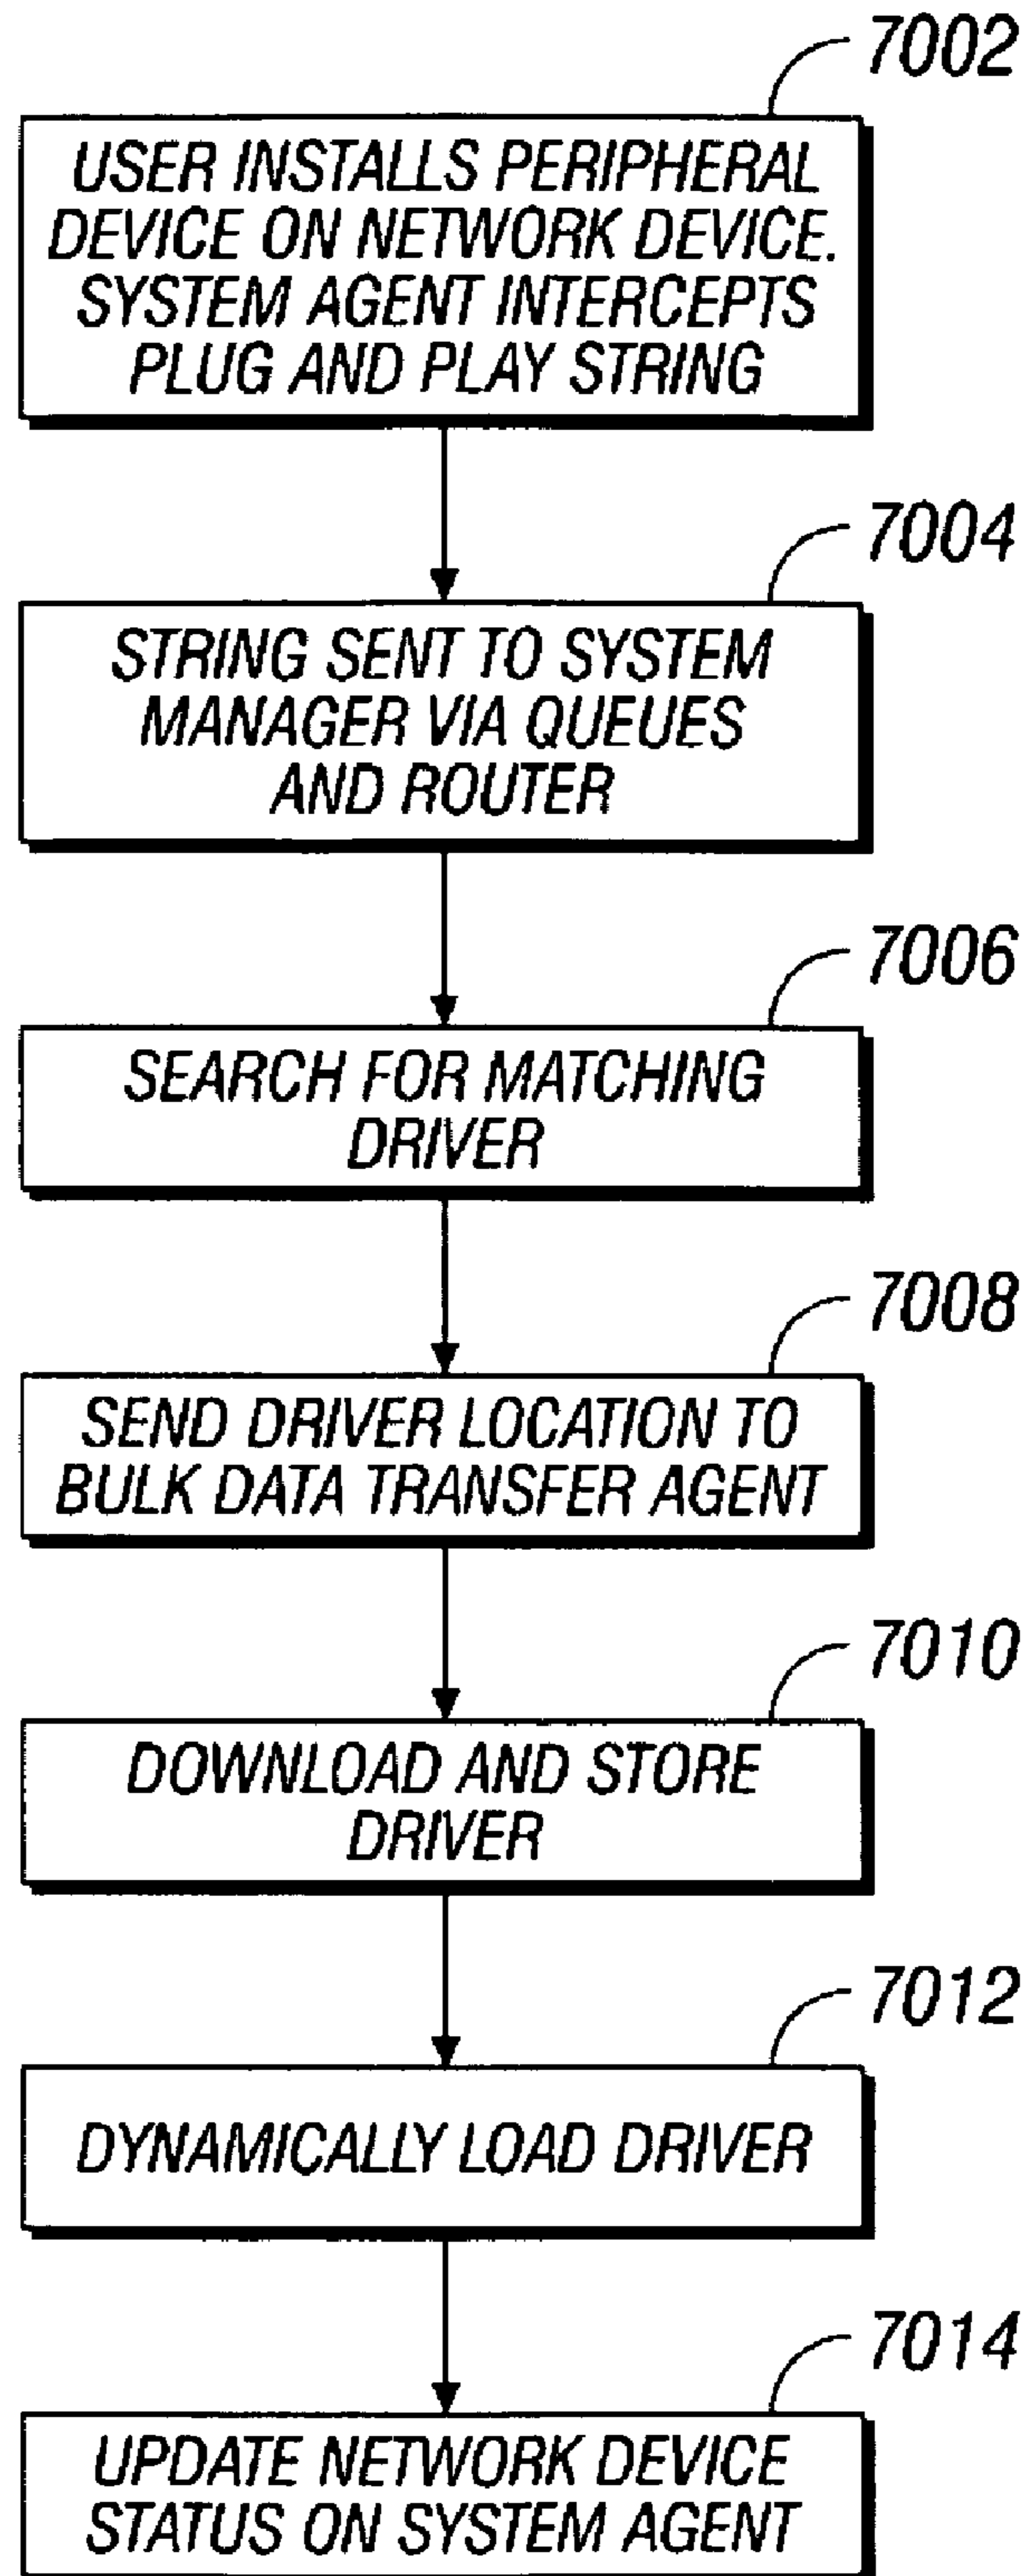 7002
USER INSTALLS PERIPHERAL
DEVICE ON NETWORK DEVICE.
SYSTEM AGENT INTERCEPTS
PLUG AND PLAY STRING
7004
STRING SENT TO SYSTEM
MANAGER VIA QUEUES
AND ROUTER
7006
SEARCH FOR MATCHING
DRIVER
7008
SEND DRIVER LOCATION TO
BULK DATA TRANSFER AGENT
7010
DOWNLOAD AND STORE
DRIVER
7012
DYNAMICALLY LOAD DRIVER
7014
UPDATE NETWORK DEVICE
STATUS ON SYSTEM AGENT